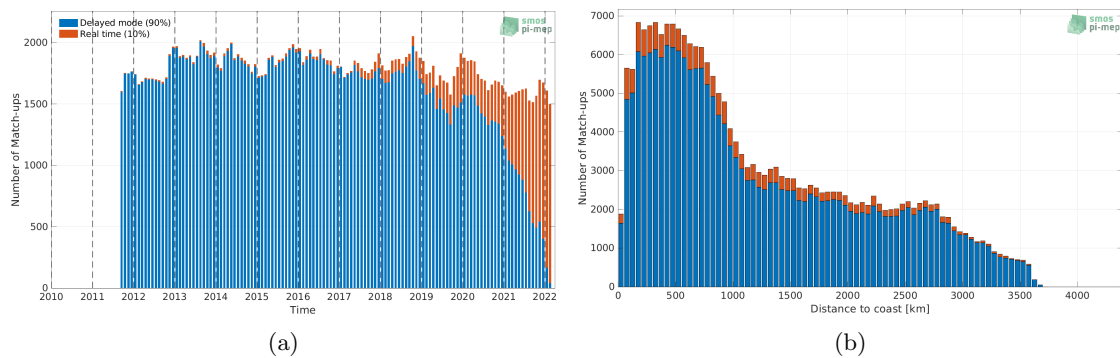 Delayed mode (90%)
Real time (10%)
smos
pi-mep
Number of Match-ups
2000
1500
1000
500
0
2010 2011 2012 2013 2014 2015 2016 2017 2018 2019 2020 2021 2022
Time
(a)
smos
pi-mep
Number of Match-ups
7000
6000
5000
4000
3000
2000
1000
0
0 500 1000 1500 2000 2500 3000 3500 4000
Distance to coast [km]
(b)